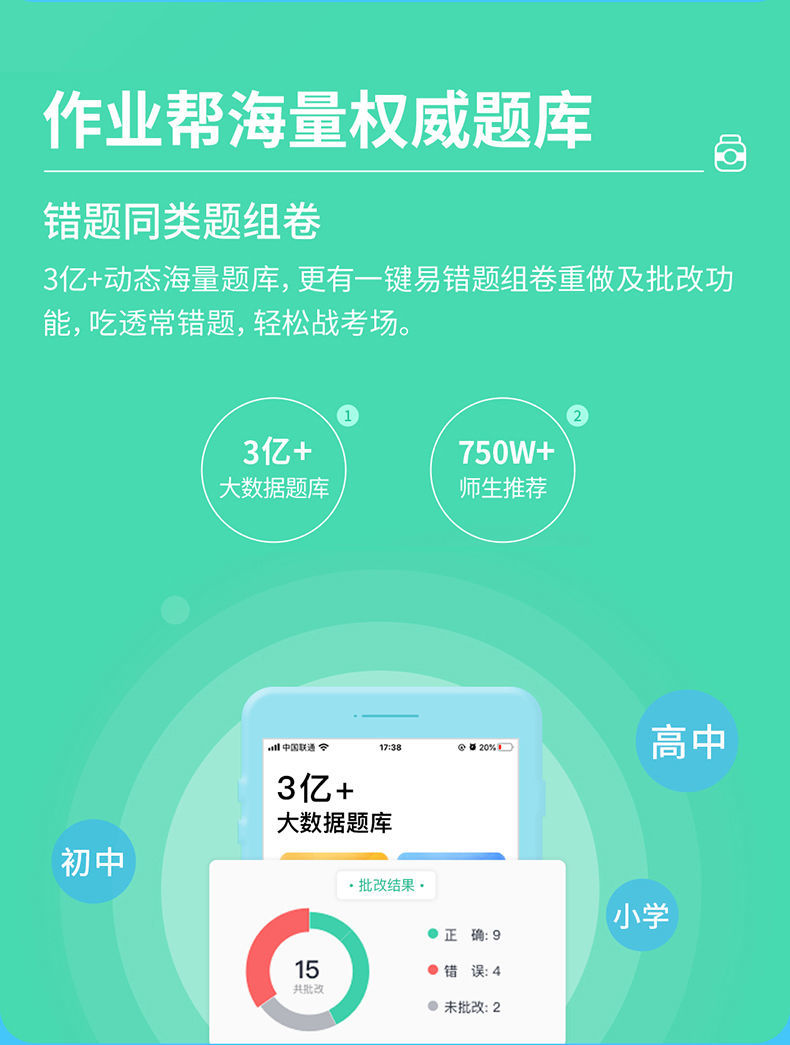 作业帮海量权威题库
错题同类题组卷
3亿+动态海量题库，更有一键易错题组卷重做及批改功
能，吃透常错题，轻松战考场。
1
3亿+
大数据题库
2
750W+
师生推荐
高中
中国联通 17:38 20%
3亿+
大数据题库
初中
小学
·批改结果·
15
共批改
正 确: 9
错 误: 4
未批改: 2